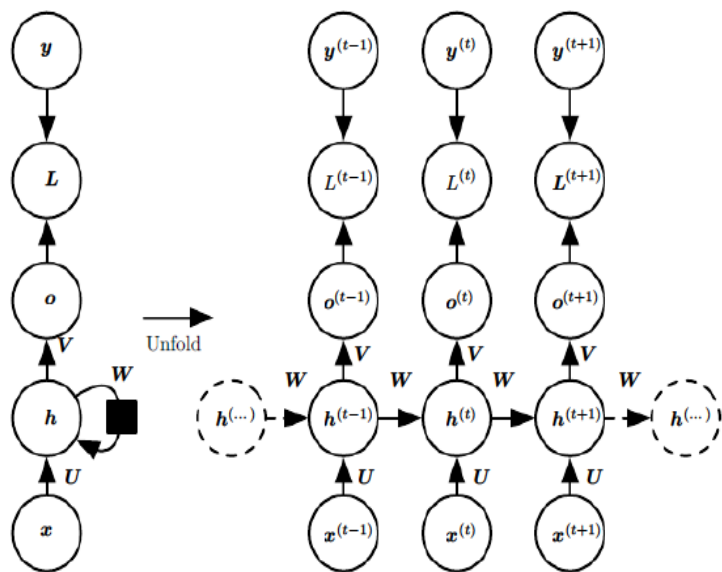 y y^(t−1) y^(t) y^(t+1)
L L^(t−1) L^(t) L^(t+1)
o o^(t−1) o^(t) o^(t+1)
Unfold
V V V V
W W W W W
h h^(...) h^(t−1) h^(t) h^(t+1) h^(...)
U U U U
x x^(t−1) x^(t) x^(t+1)